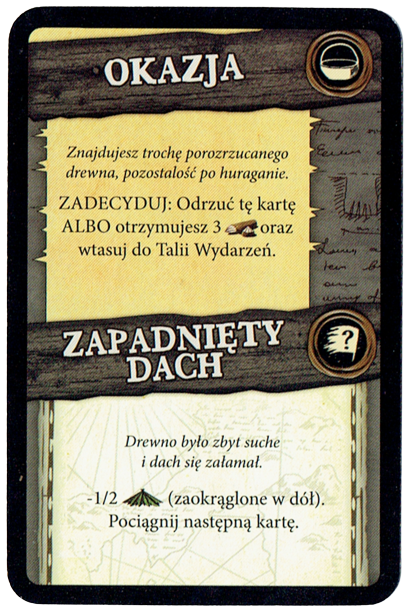 OKAZJA
Znajdujesz trochę porozrzucanego
drewna, pozostalość po huraganie.
ZADECYDUJ: Odrzuć tę kartę
ALBO otrzymujesz 3 oraz
wtasuj do Talii Wydarzeń.
ZAPADNIĘTY
DACH
?
Drewno było zbyt suche
i dach się załamał.
-1/2 (zaokrąglone w dół).
Pociągnij następną kartę.